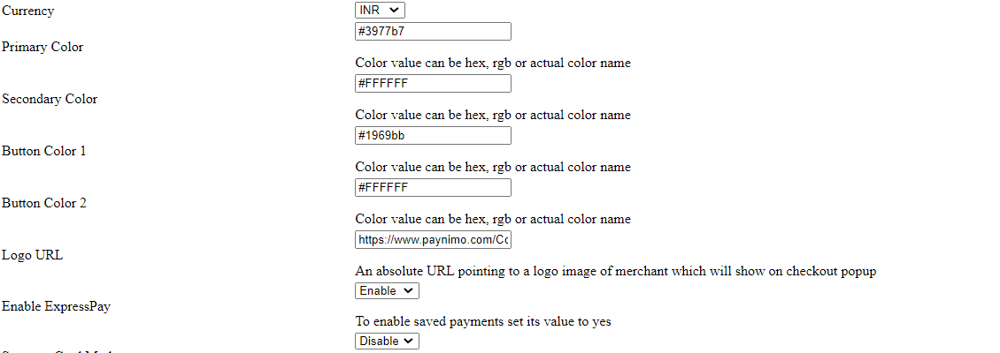 Currency INR
#3977b7
Primary Color
Color value can be hex, rgb or actual color name
#FFFFFF
Secondary Color
Color value can be hex, rgb or actual color name
#1969bb
Button Color 1
Color value can be hex, rgb or actual color name
#FFFFFF
Button Color 2
Color value can be hex, rgb or actual color name
https://www.paynimo.com/Co
Logo URL
An absolute URL pointing to a logo image of merchant which will show on checkout popup
Enable
Enable ExpressPay
To enable saved payments set its value to yes
Disable